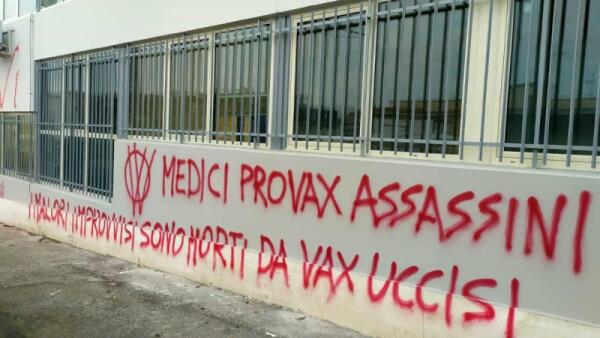 MEDICI PROVAX ASSASSINI
I MALORI IMPROVVISI SONO MORTI DA VAX UCCISI